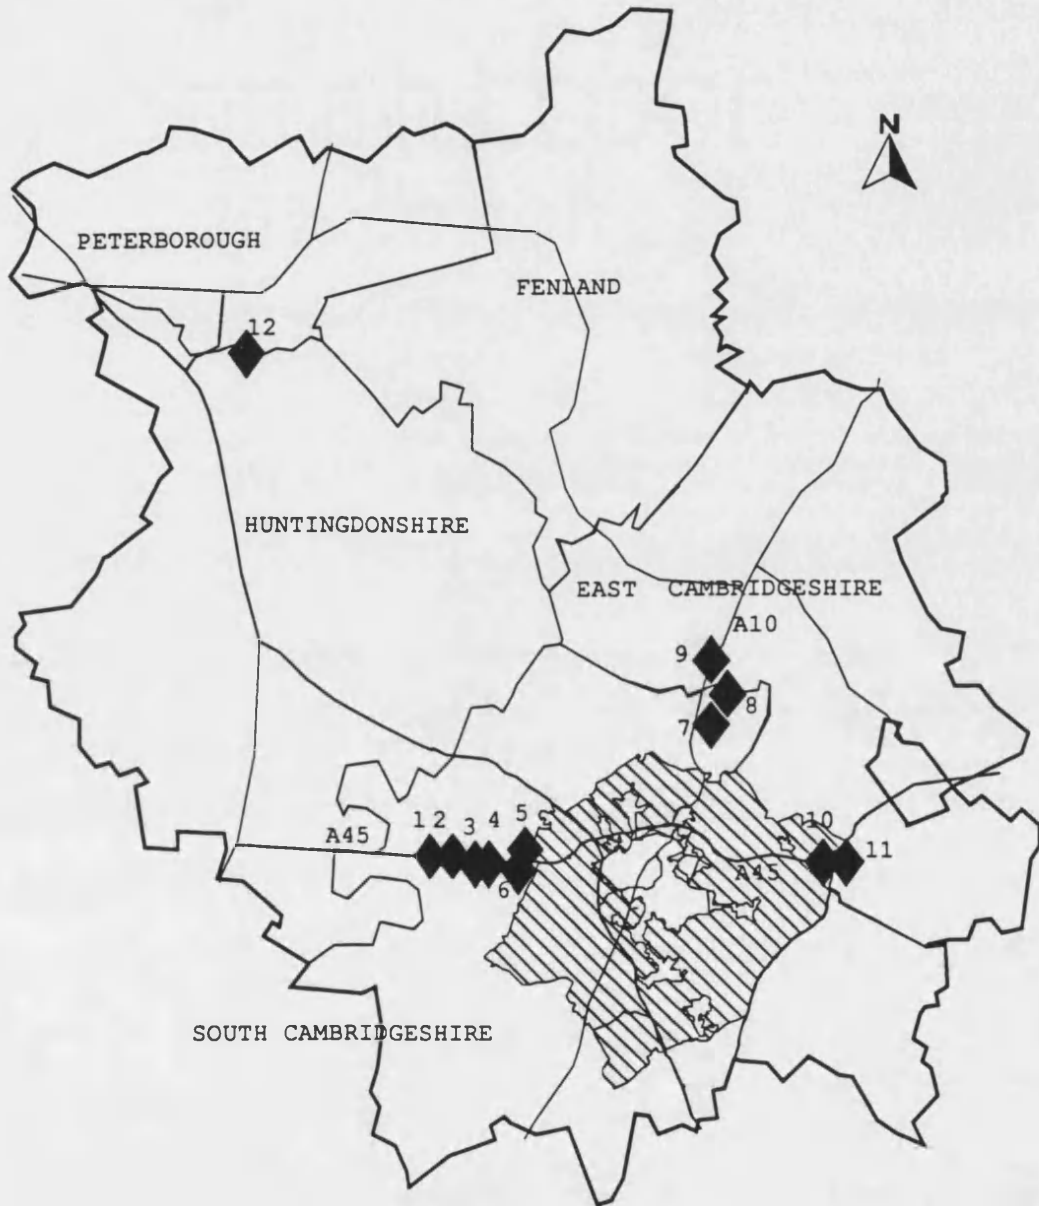 N
PETERBOROUGH
FENLAND
12
HUNTINGDONSHIRE
EAST CAMBRIDGESHIRE
A10
9
8
7
A45
1 2 3 4 5
6
10
11
A45
SOUTH CAMBRIDGESHIRE